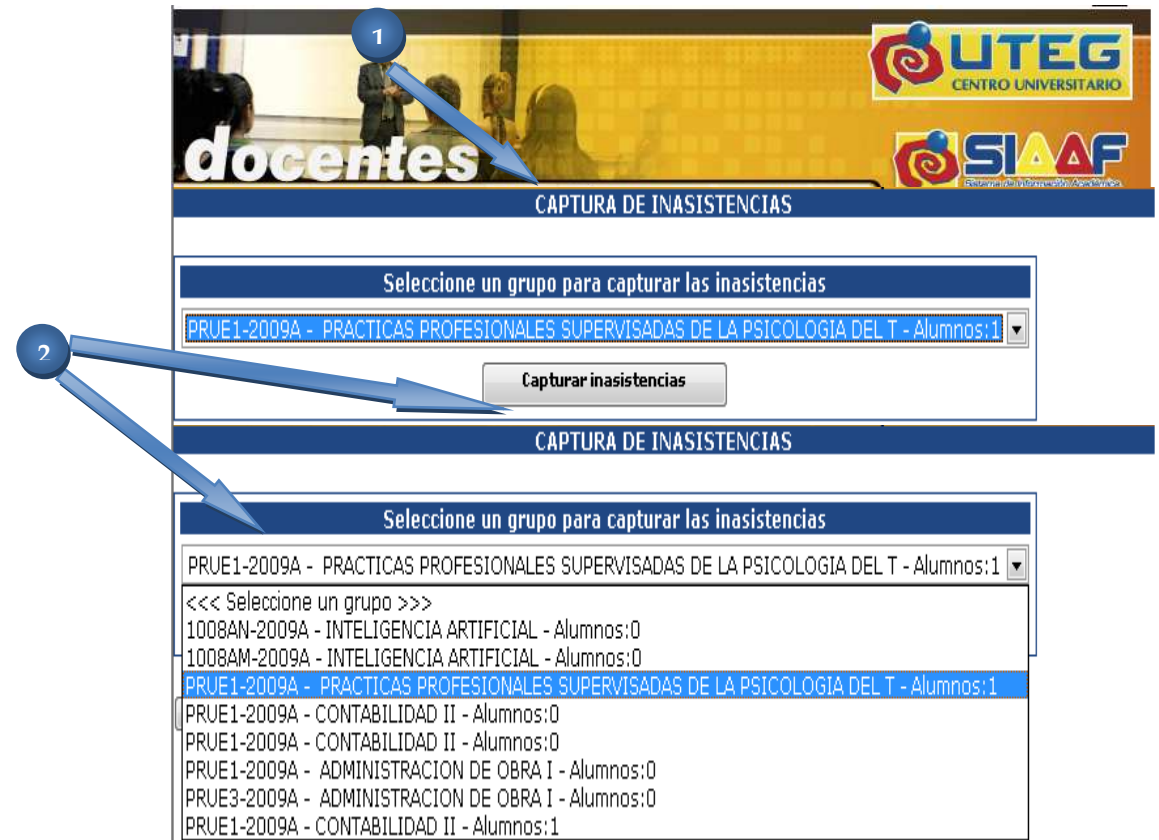 1
UTEG
CENTRO UNIVERSITARIO
docentes
SIAAF
Sistema de Información Académica
CAPTURA DE INASISTENCIAS
Seleccione un grupo para capturar las inasistencias
PRUE1-2009A - PRACTICAS PROFESIONALES SUPERVISADAS DE LA PSICOLOGIA DEL T - Alumnos:1
2
Capturar inasistencias
CAPTURA DE INASISTENCIAS
Seleccione un grupo para capturar las inasistencias
PRUE1-2009A - PRACTICAS PROFESIONALES SUPERVISADAS DE LA PSICOLOGIA DEL T - Alumnos:1
<<< Seleccione un grupo >>>
1008AN-2009A - INTELIGENCIA ARTIFICIAL - Alumnos:0
1008AM-2009A - INTELIGENCIA ARTIFICIAL - Alumnos:0
PRUE1-2009A - PRACTICAS PROFESIONALES SUPERVISADAS DE LA PSICOLOGIA DEL T - Alumnos:1
PRUE1-2009A - CONTABILIDAD II - Alumnos:0
PRUE1-2009A - CONTABILIDAD II - Alumnos:0
PRUE1-2009A - ADMINISTRACION DE OBRA I - Alumnos:0
PRUE3-2009A - ADMINISTRACION DE OBRA I - Alumnos:0
PRUE1-2009A - CONTABILIDAD II - Alumnos:1